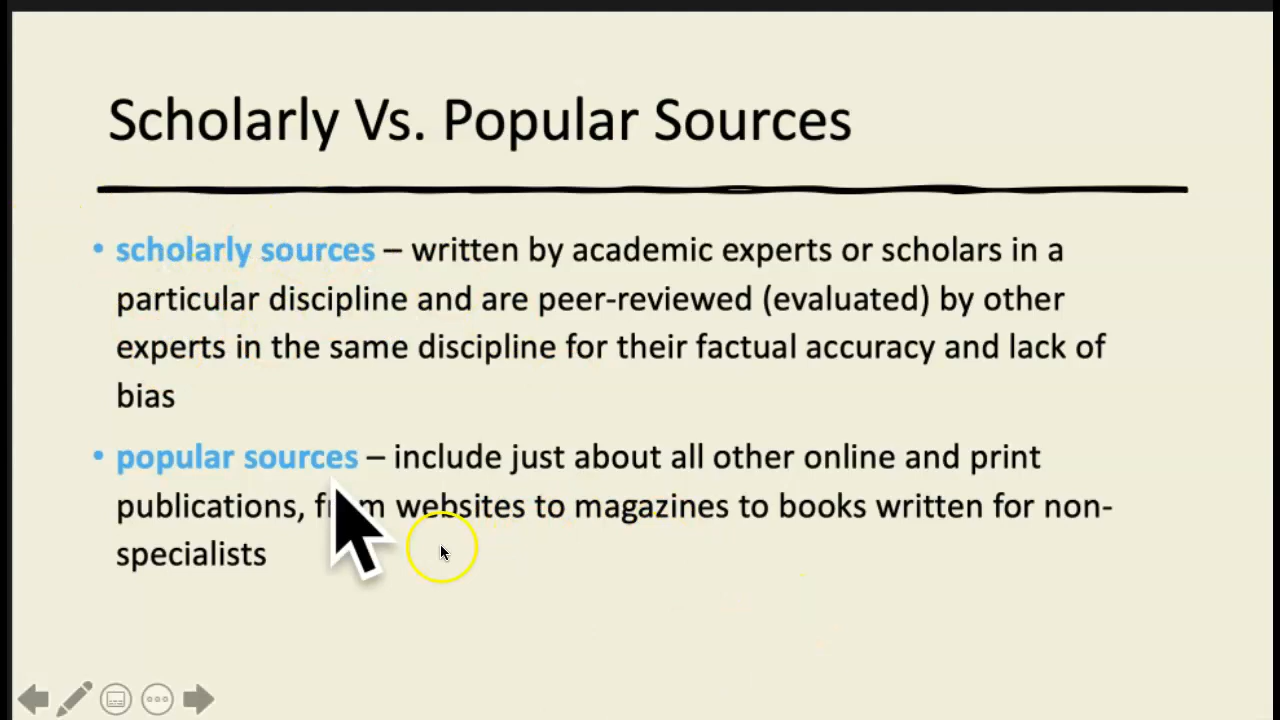 Scholarly Vs. Popular Sources
• scholarly sources – written by academic experts or scholars in a
particular discipline and are peer-reviewed (evaluated) by other
experts in the same discipline for their factual accuracy and lack of
bias
• popular sources – include just about all other online and print
publications, from websites to magazines to books written for non-
specialists